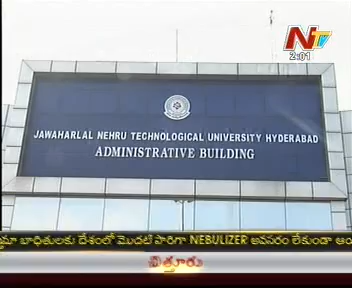 NTV
2:01
JAWAHARLAL NEHRU TECHNOLOGICAL UNIVERSITY HYDERABAD
ADMINISTRATIVE BUILDING
బాధితులకు దేశంలో మొదటి సారిగా NEBULIZER అవసరం లేకుండా
చిత్తూరు